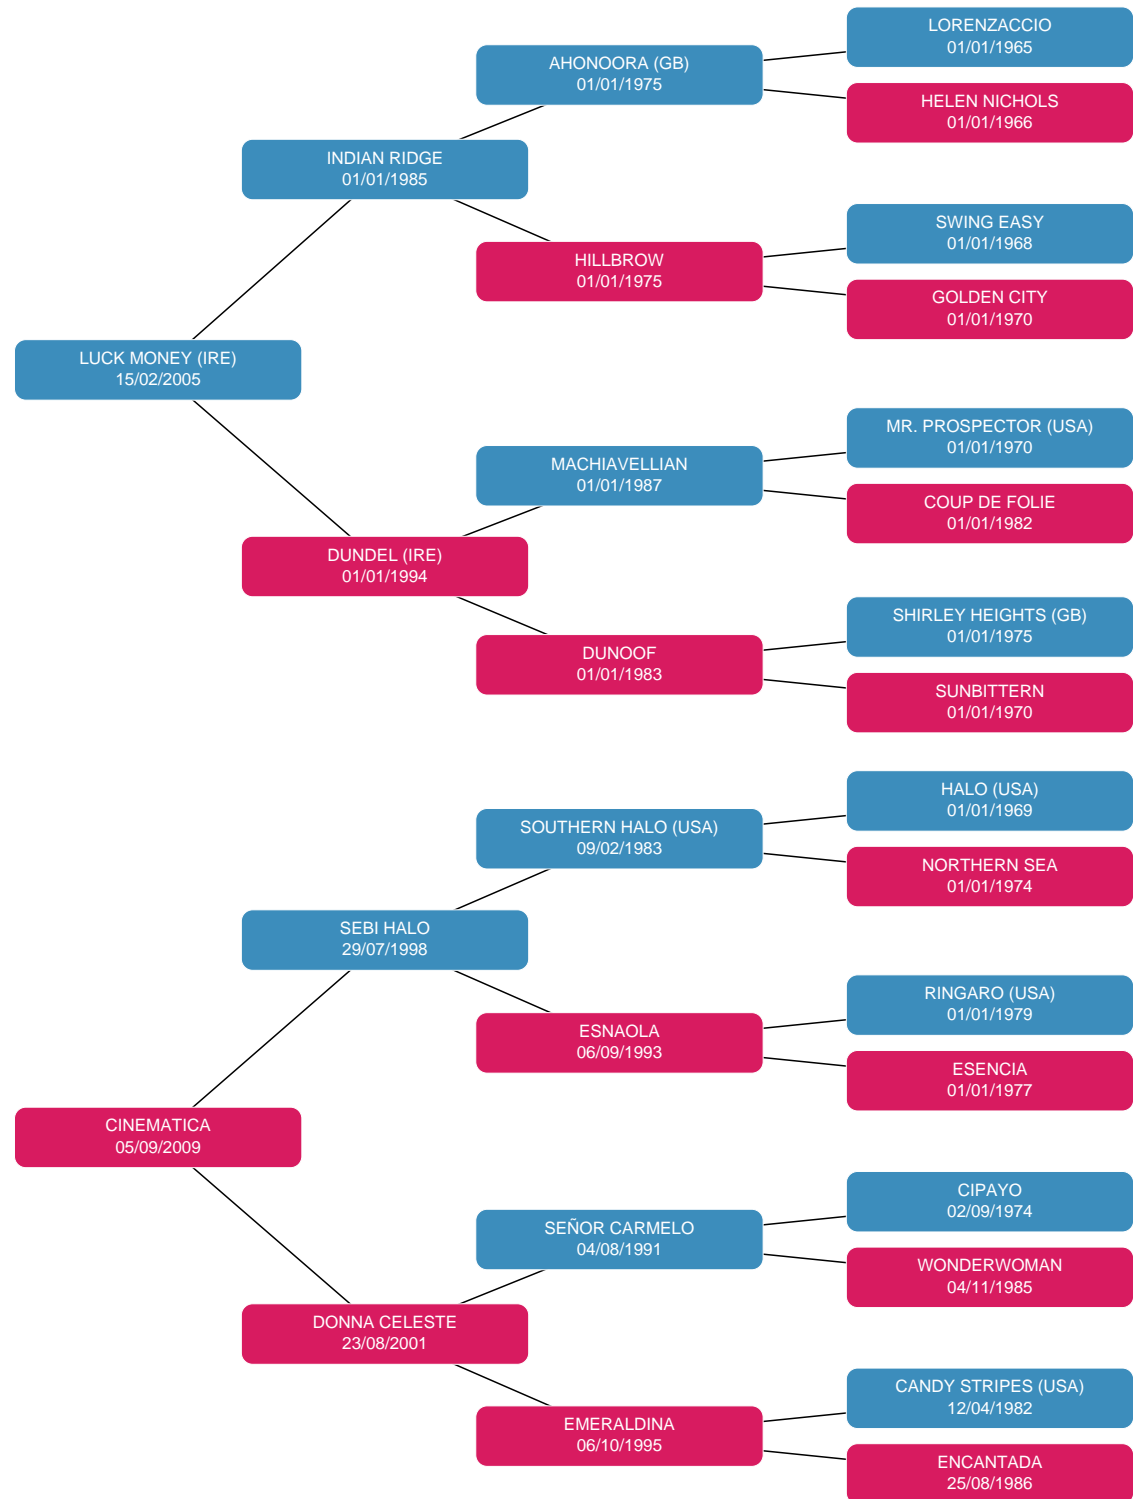 LORENZACCIO
01/01/1965
AHONOORA (GB)
01/01/1975
HELEN NICHOLS
01/01/1966
INDIAN RIDGE
01/01/1985
SWING EASY
01/01/1968
HILLBROW
01/01/1975
GOLDEN CITY
01/01/1970
LUCK MONEY (IRE)
15/02/2005
MR. PROSPECTOR (USA)
01/01/1970
MACHIAVELLIAN
01/01/1987
COUP DE FOLIE
01/01/1982
DUNDEL (IRE)
01/01/1994
SHIRLEY HEIGHTS (GB)
01/01/1975
DUNOOF
01/01/1983
SUNBITTERN
01/01/1970
HALO (USA)
01/01/1969
SOUTHERN HALO (USA)
09/02/1983
NORTHERN SEA
01/01/1974
SEBI HALO
29/07/1998
RINGARO (USA)
01/01/1979
ESNAOLA
06/09/1993
ESENCIA
01/01/1977
CINEMATICA
05/09/2009
CIPAYO
02/09/1974
SEÑOR CARMELO
04/08/1991
WONDERWOMAN
04/11/1985
DONNA CELESTE
23/08/2001
CANDY STRIPES (USA)
12/04/1982
EMERALDINA
06/10/1995
ENCANTADA
25/08/1986